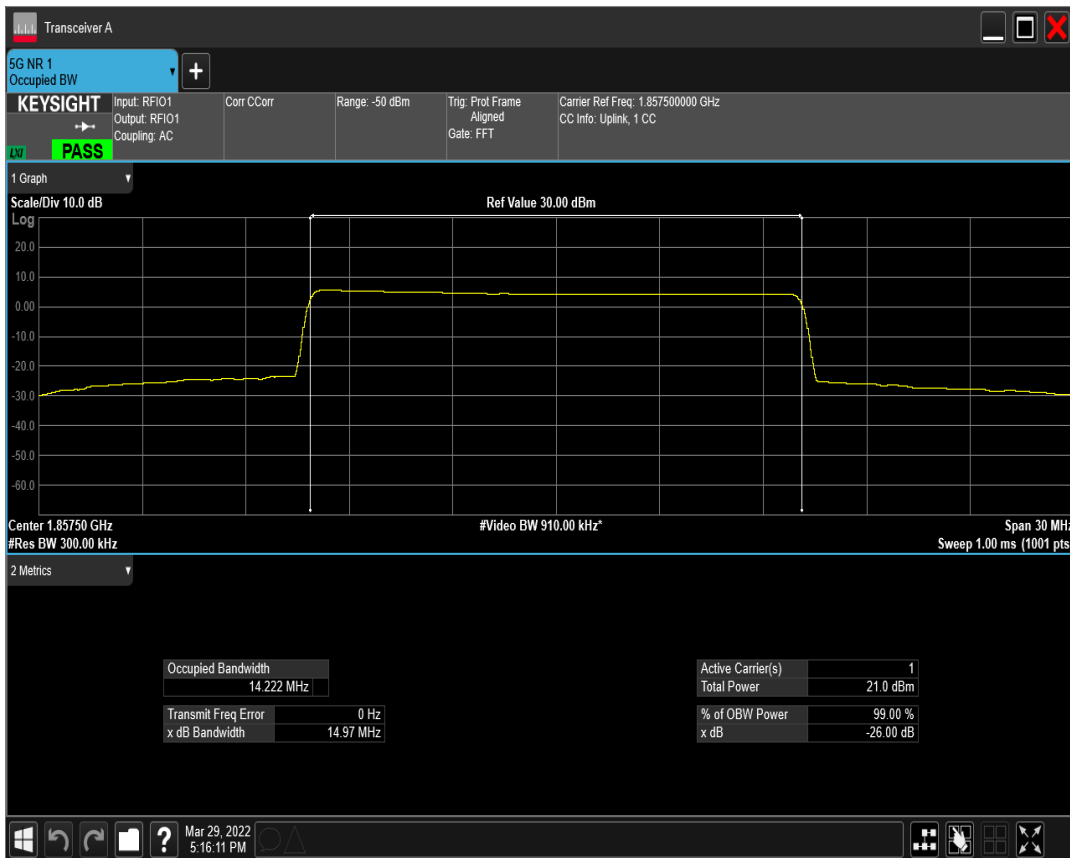 Transceiver A
5G NR 1
Occupied BW
+
KEYSIGHT
LXI
PASS
Input: RFIO1
Output: RFIO1
Coupling: AC
Corr CCorr
Range: -50 dBm
Trig: Prot Frame
Aligned
Gate: FFT
Carrier Ref Freq: 1.857500000 GHz
CC Info: Uplink, 1 CC
1 Graph
Scale/Div 10.0 dB
Ref Value 30.00 dBm
Log
20.0
10.0
0.00
-10.0
-20.0
-30.0
-40.0
-50.0
-60.0
Center 1.85750 GHz
#Video BW 910.00 kHz*
Span 30 MHz
#Res BW 300.00 kHz
Sweep 1.00 ms (1001 pts
2 Metrics
Occupied Bandwidth
14.222 MHz
Transmit Freq Error 0 Hz
x dB Bandwidth 14.97 MHz
Active Carrier(s) 1
Total Power 21.0 dBm
% of OBW Power 99.00 %
x dB -26.00 dB
?
Mar 29, 2022
5:16:11 PM